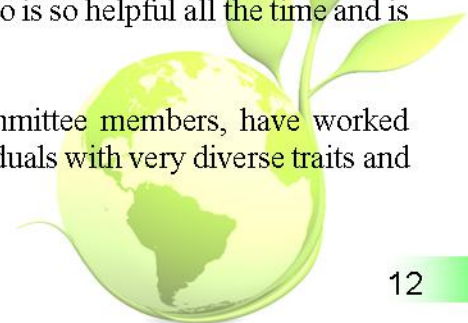 o is so helpful all the time and is
mmittee members, have worked
duals with very diverse traits and
12